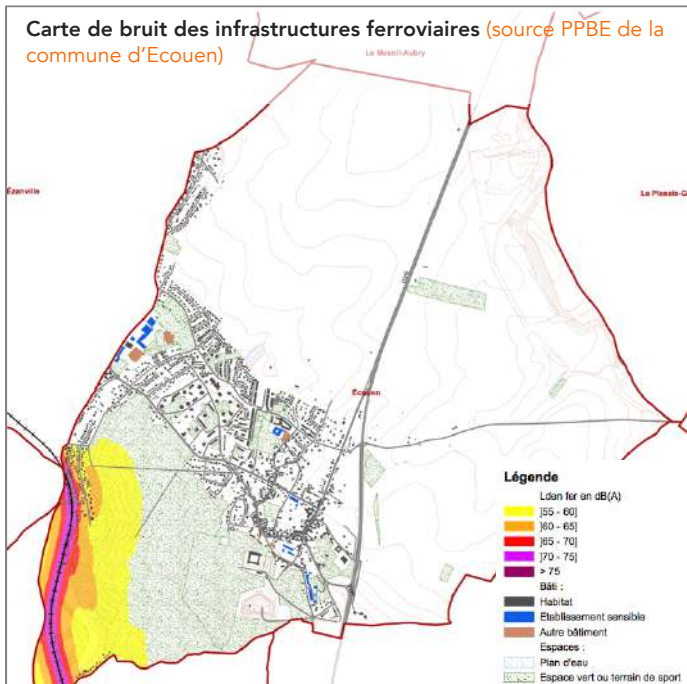 Carte de bruit des infrastructures ferroviaires (source PPBE de la
commune d'Ecouen)
Le Mesnil-Aubry
Ézanville
Le Plessis-G
Écouen
Légende
Lden fer en dB(A)
]55 - 60]
]60 - 65]
]65 - 70]
]70 - 75]
> 75
Bâti :
Habitat
Etablissement sensible
Autre bâtiment
Espaces :
Plan d'eau
Espace vert ou terrain de sport